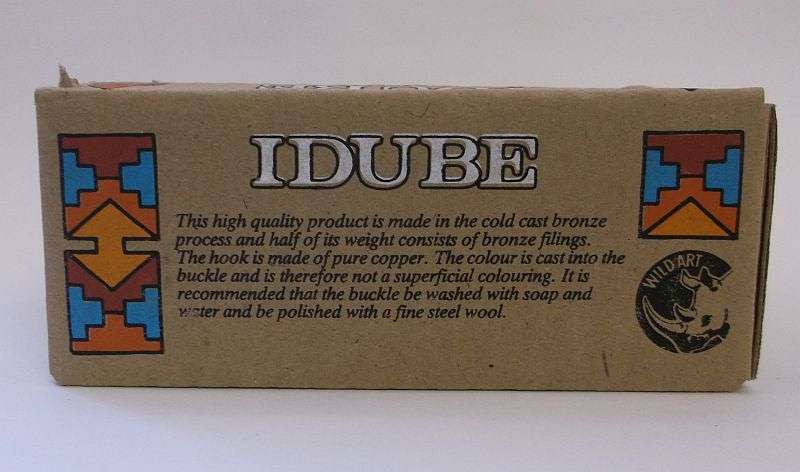 IDUBE
This high quality product is made in the cold cast bronze
process and half of its weight consists of bronze filings.
The hook is made of pure copper. The colour is cast into the
buckle and is therefore not a superficial colouring. It is
recommended that the buckle be washed with soap and
water and be polished with a fine steel wool.
WILD ART